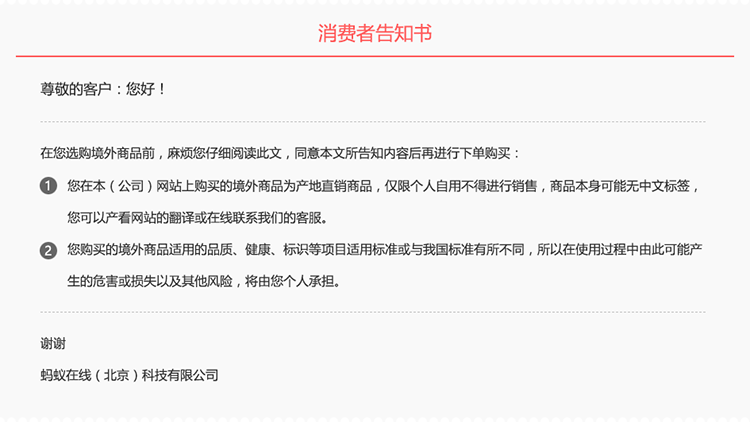 消费者告知书
尊敬的客户：您好！
在您选购境外商品前，麻烦您仔细阅读此文，同意本文所告知内容后再进行下单购买：
1 您在本（公司）网站上购买的境外商品为产地直销商品，仅限个人自用不得进行销售，商品本身可能无中文标签，
您可以产看网站的翻译或在线联系我们的客服。
2 您购买的境外商品适用的品质、健康、标识等项目适用标准或与我国标准有所不同，所以在使用过程中由此可能产
生的危害或损失以及其他风险，将由您个人承担。
谢谢
蚂蚁在线（北京）科技有限公司